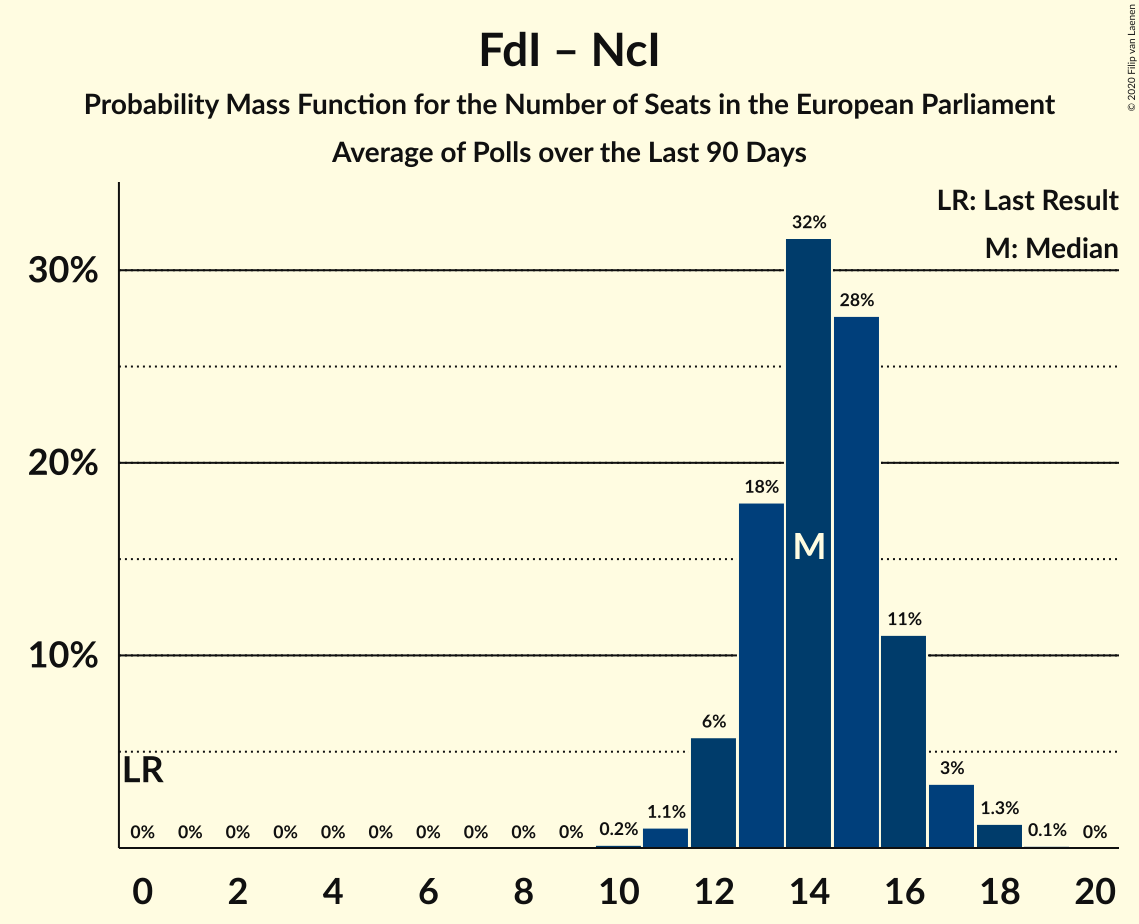 FdI – NcI
Probability Mass Function for the Number of Seats in the European Parliament
Average of Polls over the Last 90 Days
© 2020 Filip van Laenen
LR: Last Result
M: Median
30%
20%
10%
32%
28%
18%
M
11%
6%
LR
3%
0% 0% 0% 0% 0% 0% 0% 0% 0% 0% 0.2% 1.1% 1.3% 0.1% 0%
0 2 4 6 8 10 12 14 16 18 20